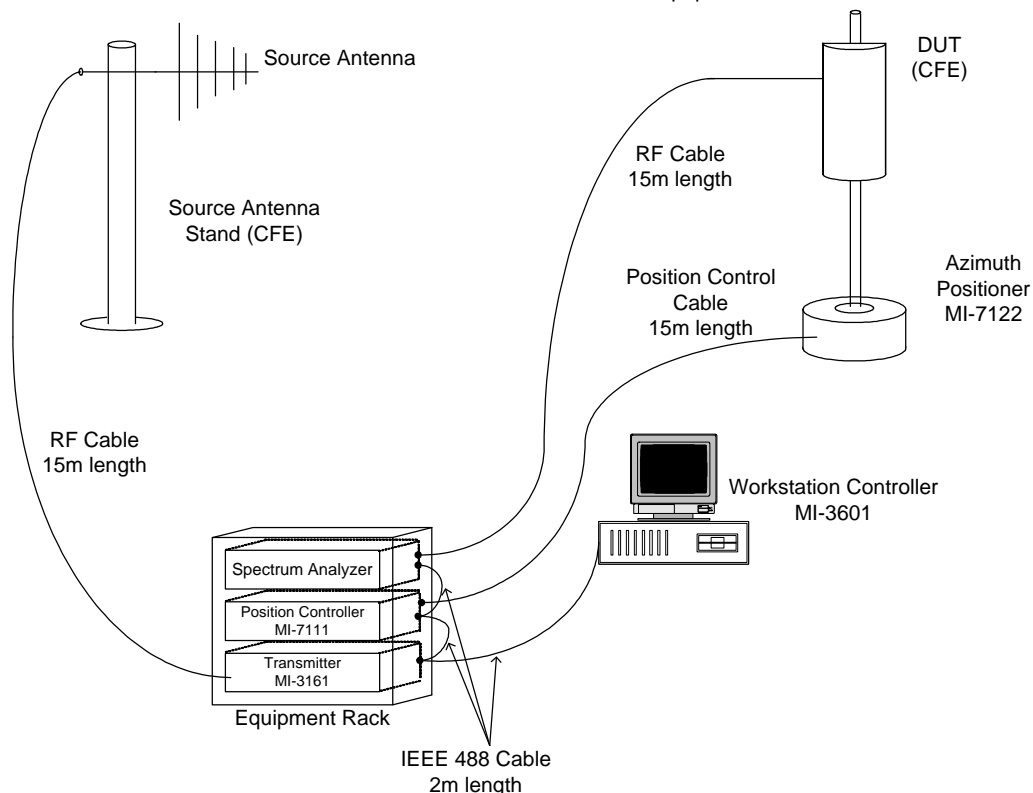 Source Antenna
DUT
(CFE)
RF Cable
15m length
Source Antenna
Stand (CFE)
Position Control
Cable
15m length
Azimuth
Positioner
MI-7122
RF Cable
15m length
Workstation Controller
MI-3601
Spectrum Analyzer
Position Controller
MI-7111
Transmitter
MI-3161
Equipment Rack
IEEE 488 Cable
2m length